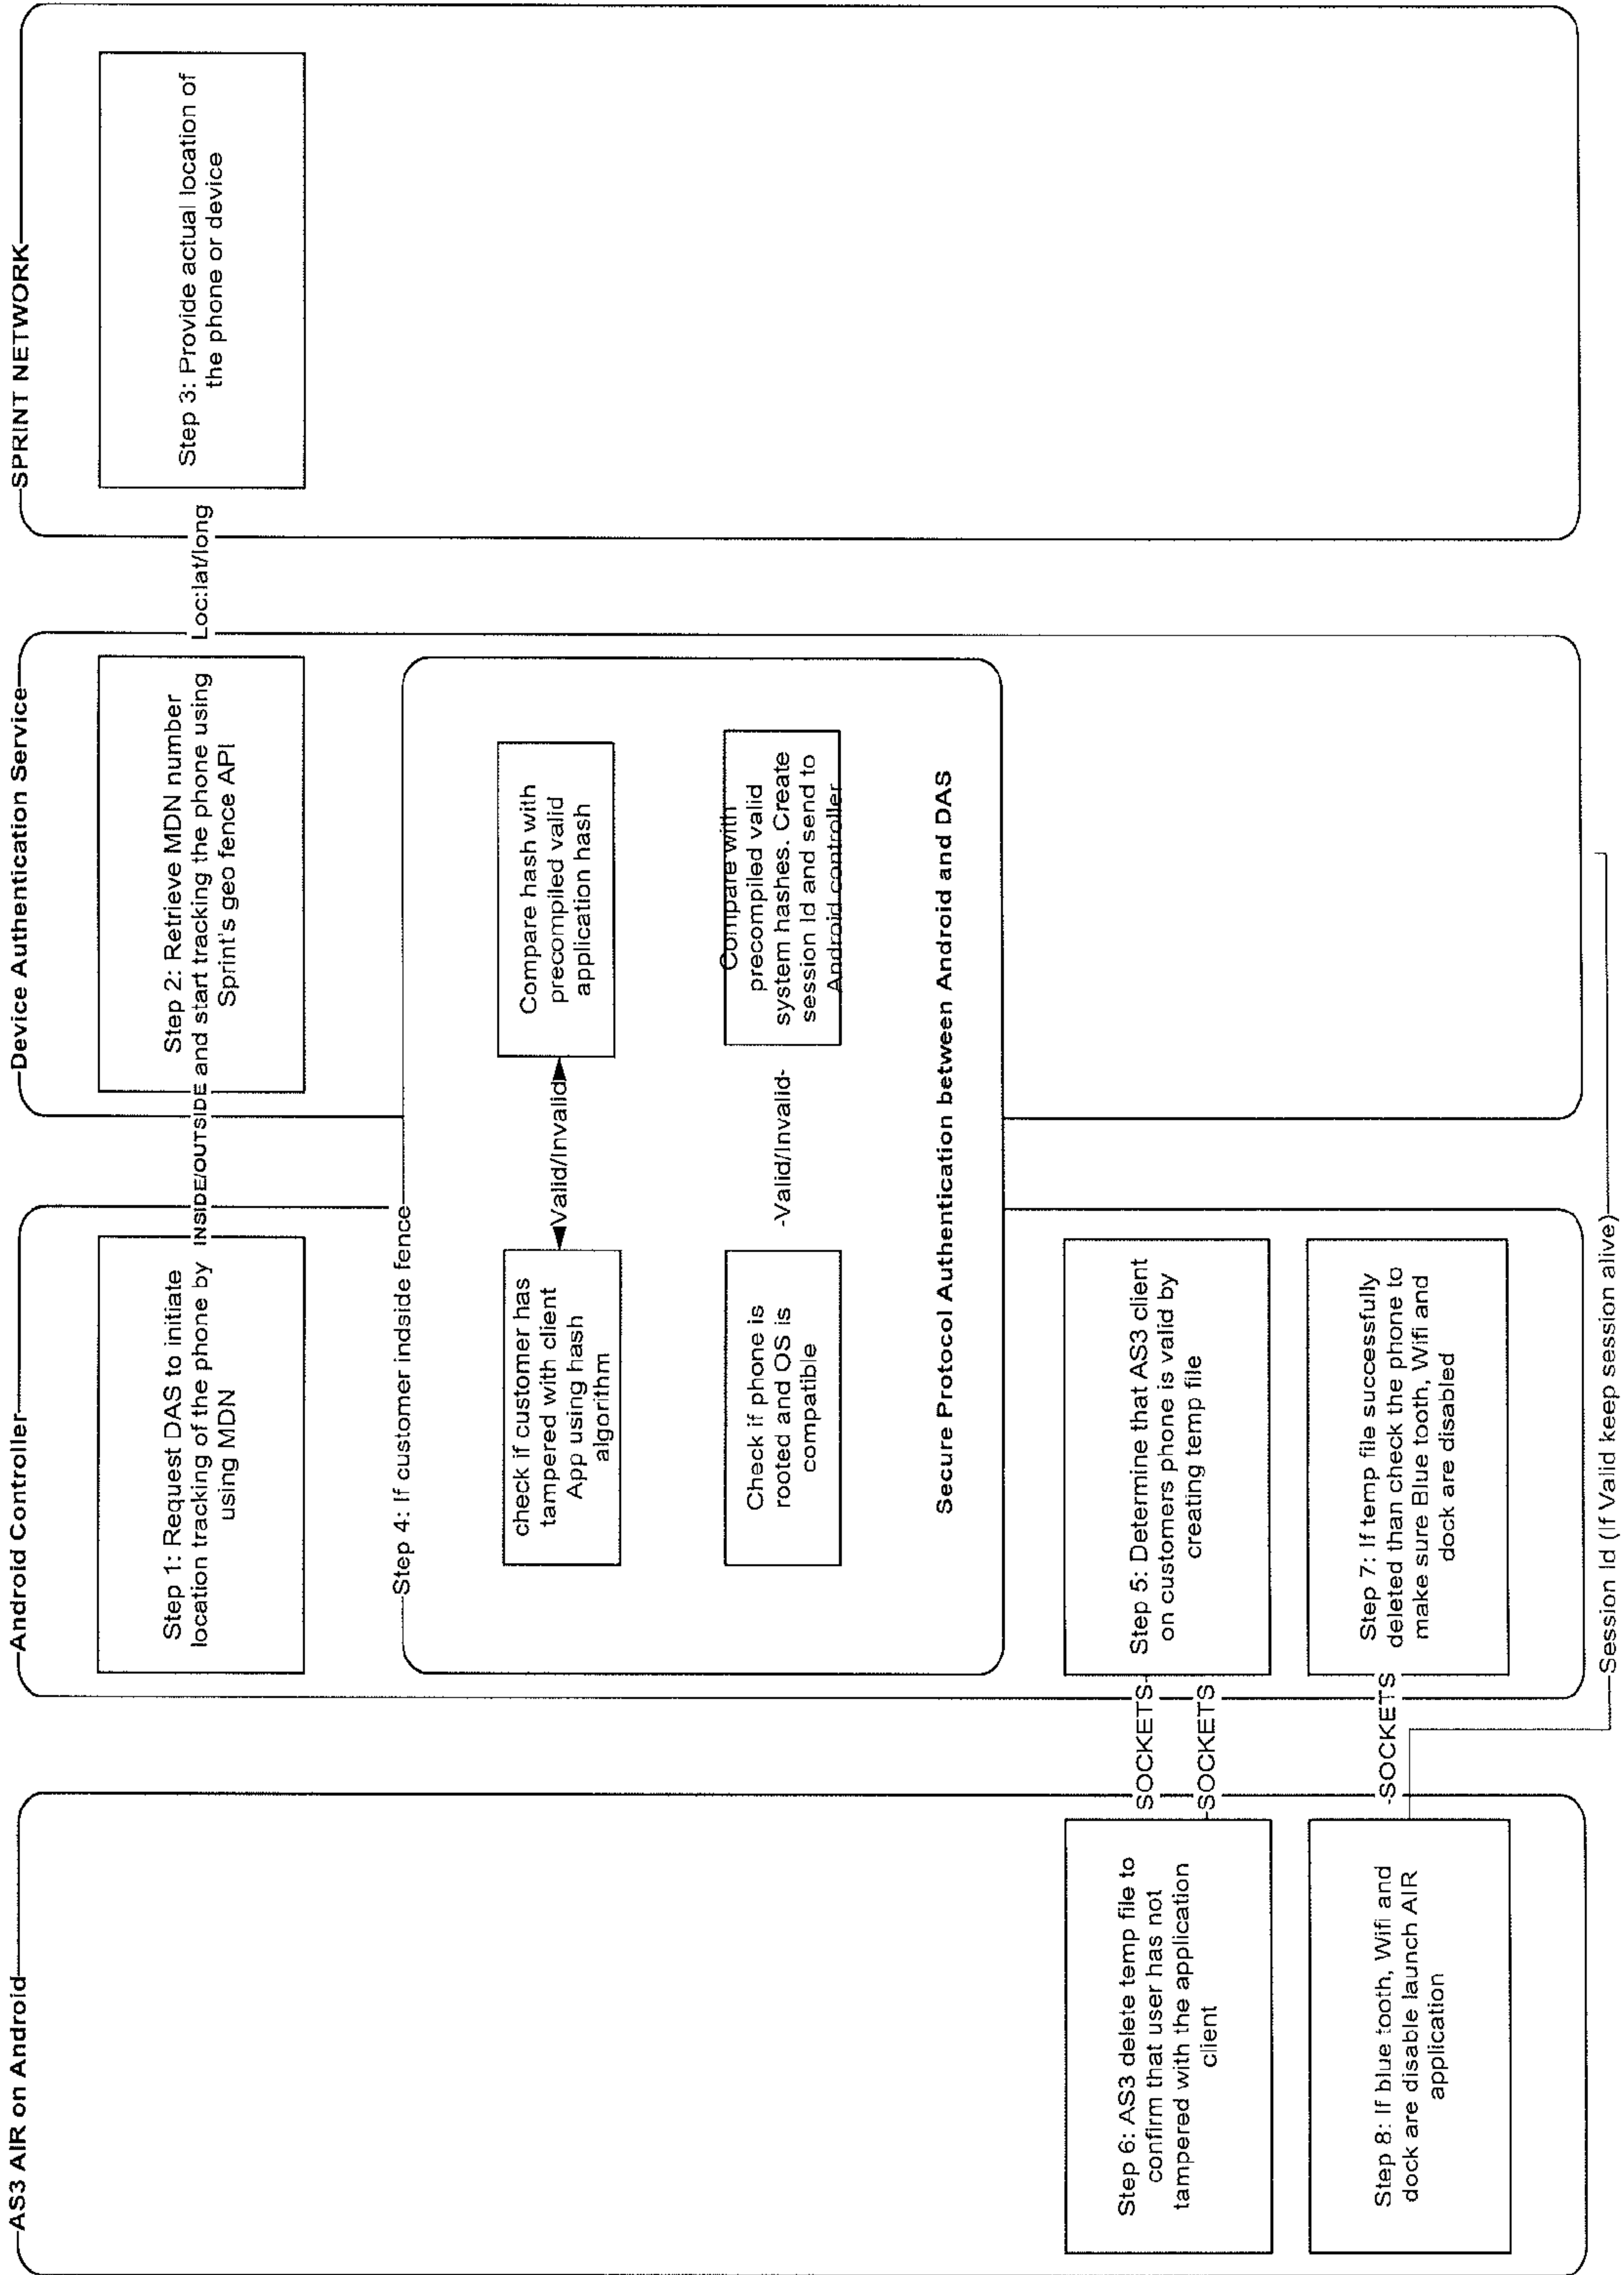 AS3 AIR on Android
Android Controller
Device Authentication Service
SPRINT NETWORK
Step 1: Request DAS to initiate
location tracking of the phone by
using MDN
INSIDE/OUTSIDE
Step 2: Retrieve MDN number
and start tracking the phone using
Sprint's geo fence API
Loc:lat/long
Step 3: Provide actual location of
the phone or device
Step 4: If customer indside fence
check if customer has
tampered with client
App using hash
algorithm
Valid/Invalid
Compare hash with
precompiled valid
application hash
Check if phone is
rooted and OS is
compatible
-Valid/Invalid-
Compare with
precompiled valid
system hashes. Create
session Id and send to
Android controller
Secure Protocol Authentication between Android and DAS
Step 6: AS3 delete temp file to
confirm that user has not
tampered with the application
client
SOCKETS
SOCKETS
Step 5: Determine that AS3 client
on customers phone is valid by
creating temp file
Step 8: If blue tooth, Wifi and
dock are disable launch AIR
application
-SOCKETS
Step 7: If temp file successfully
deleted than check the phone to
make sure Blue tooth, Wifi and
dock are disabled
Session Id (If Valid keep session alive)